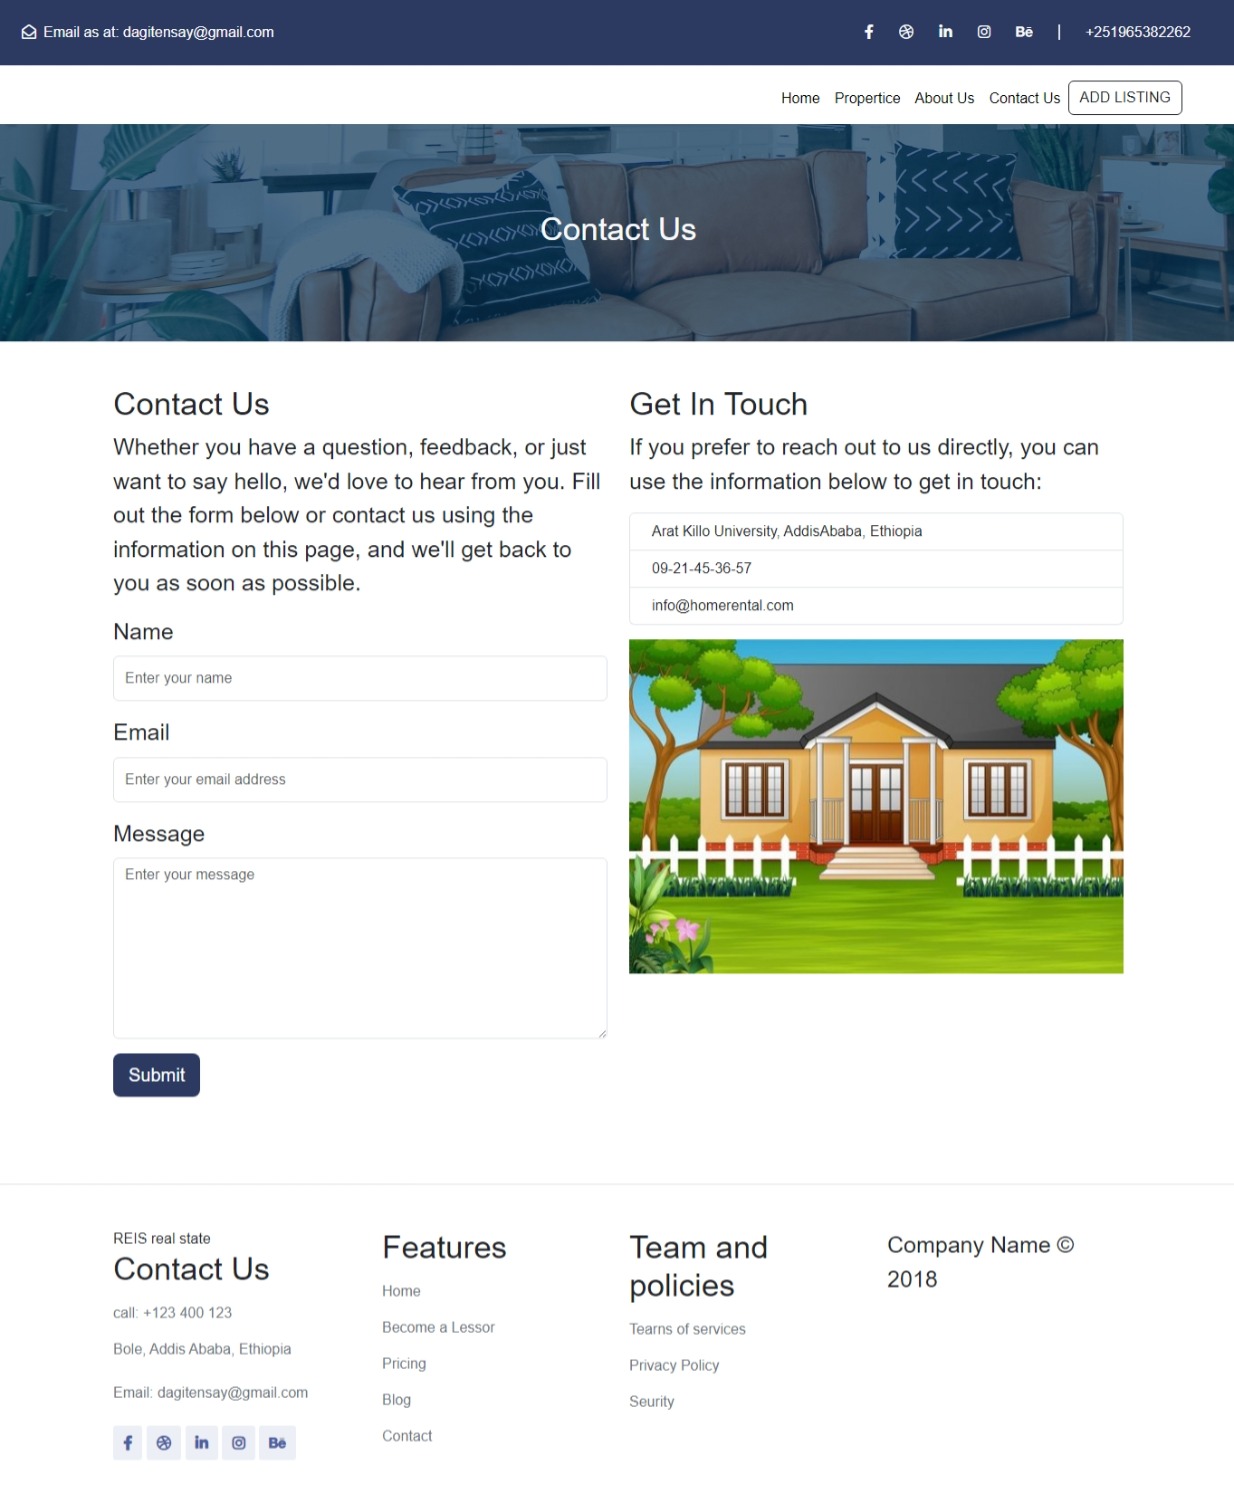 Email as at: dagitensay@gmail.com
Bē | +251965382262
Home Propertice About Us Contact Us ADD LISTING
Contact Us
Contact Us
Whether you have a question, feedback, or just
want to say hello, we'd love to hear from you. Fill
out the form below or contact us using the
information on this page, and we'll get back to
you as soon as possible.
Name
Enter your name
Email
Enter your email address
Message
Enter your message
Submit
Get In Touch
If you prefer to reach out to us directly, you can
use the information below to get in touch:
Arat Killo University, AddisAbaba, Ethiopia
09-21-45-36-57
info@homerental.com
REIS real state
Contact Us
call: +123 400 123
Bole, Addis Ababa, Ethiopia
Email: dagitensay@gmail.com
Bē
Features
Home
Become a Lessor
Pricing
Blog
Contact
Team and
policies
Tearns of services
Privacy Policy
Seurity
Company Name ©
2018